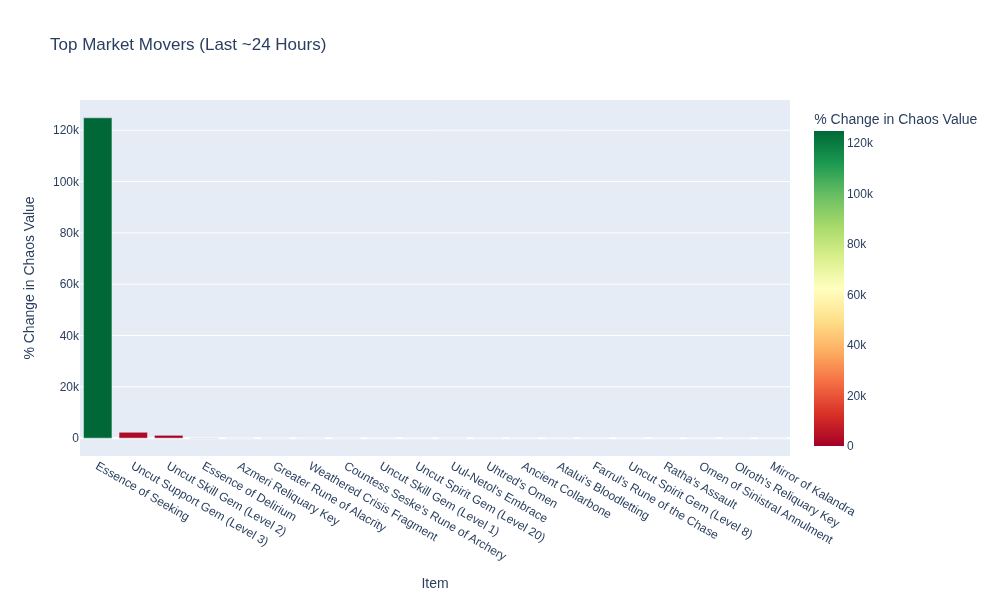 Top Market Movers (Last ~24 Hours)
% Change in Chaos Value
120k
100k
80k
60k
40k
20k
0
Essence of Seeking
Uncut Support Gem (Level 3)
Uncut Skill Gem (Level 2)
Essence of Delirium
Azmeri Reliquary Key
Greater Rune of Alacrity
Weathered Crisis Fragment
Countess Seske's Rune of Archery
Uncut Skill Gem (Level 1)
Uncut Spirit Gem (Level 20)
Uul-Netol's Embrace
Uhtred's Omen
Ancient Collarbone
Atalui's Bloodletting
Farrul's Rune of the Chase
Uncut Spirit Gem (Level 8)
Ratha's Assault
Omen of Sinistral Annulment
Olroth's Reliquary Key
Mirror of Kalandra
Item
% Change in Chaos Value
120k
100k
80k
60k
40k
20k
0